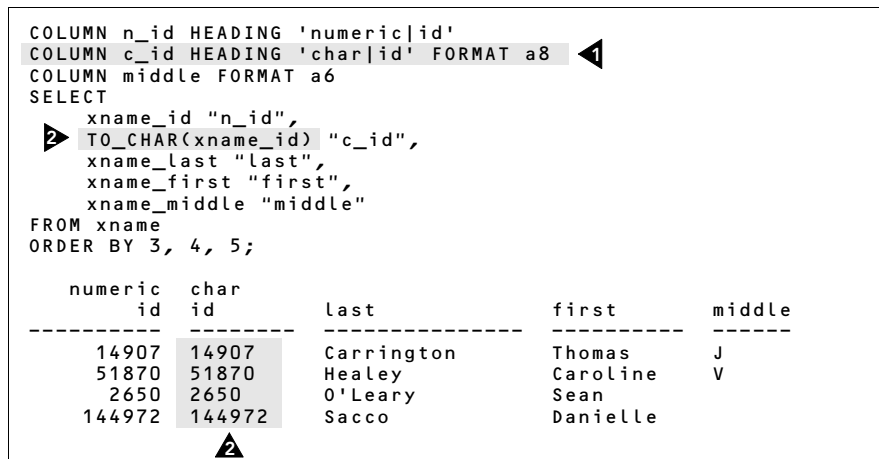 COLUMN n_id HEADING 'numeric|id'
COLUMN c_id HEADING 'char|id' FORMAT a8 1
COLUMN middle FORMAT a6
SELECT
xname_id "n_id",
2 TO_CHAR(xname_id) "c_id",
xname_last "last",
xname_first "first",
xname_middle "middle"
FROM xname
ORDER BY 3, 4, 5;
numeric char
id id last first middle
---------- -------- --------------- ---------- ------
14907 14907 Carrington Thomas J
51870 51870 Healey Caroline V
2650 2650 O'Leary Sean
144972 144972 Sacco Danielle
2